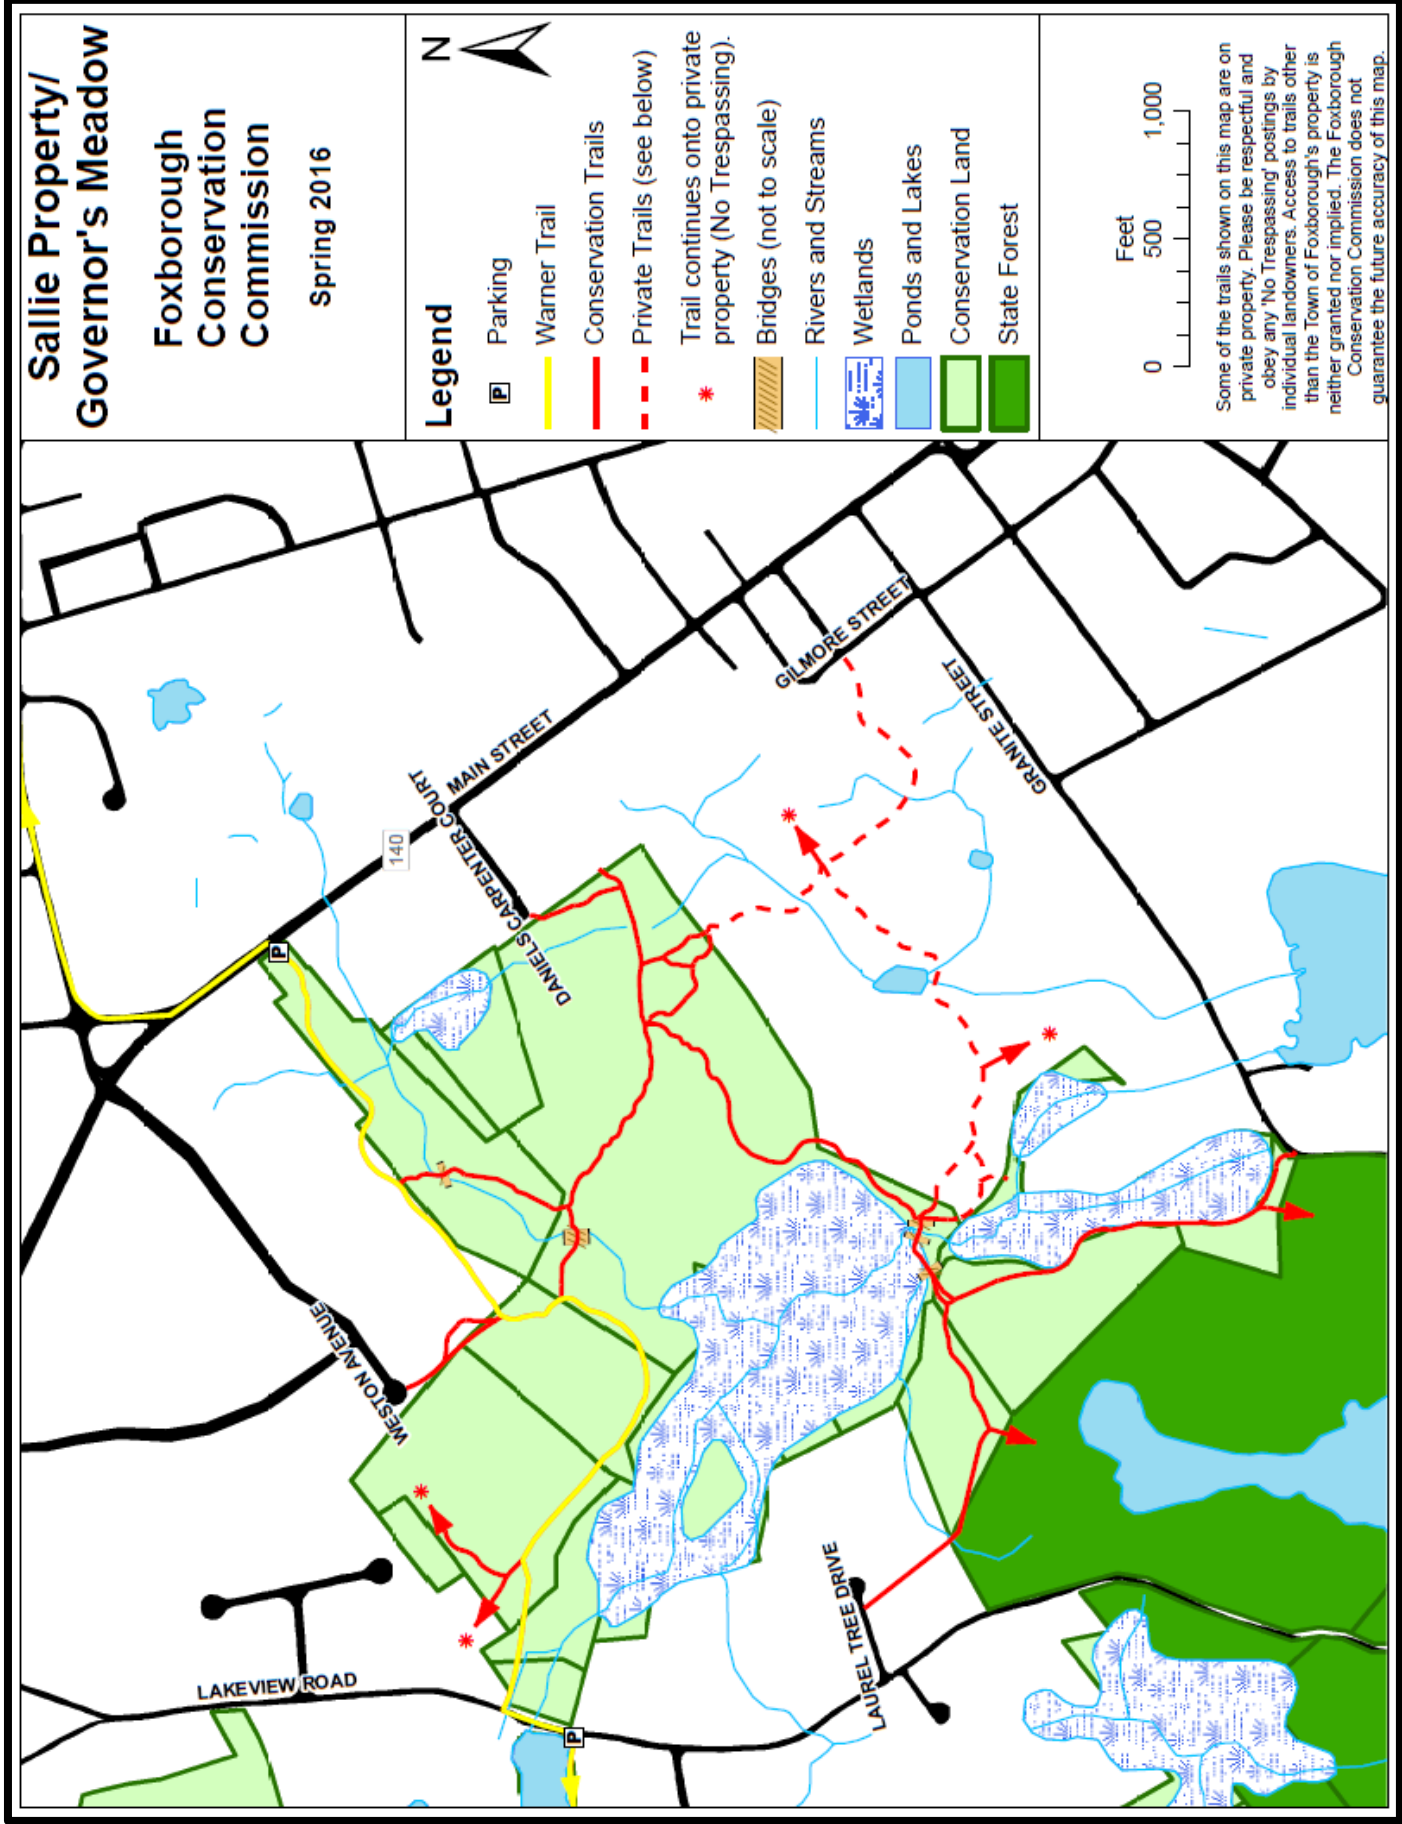 Sallie Property/
Governor's Meadow
Foxborough
Conservation
Commission
Spring 2016
Legend
N
P
Parking
Warner Trail
Conservation Trails
Private Trails (see below)
Trail continues onto private
property (No Trespassing).
Bridges (not to scale)
Rivers and Streams
Wetlands
Ponds and Lakes
Conservation Land
State Forest
Feet
0 500 1,000
Some of the trails shown on this map are on
private property. Please be respectful and
obey any 'No Trespassing' postings by
individual landowners. Access to trails other
than the Town of Foxborough's property is
neither granted nor implied. The Foxborough
Conservation Commission does not
guarantee the future accuracy of this map.
LAKEVIEW ROAD
WESTON AVENUE
140
DANIELS CARPENTER COURT
MAIN STREET
GILMORE STREET
GRANITE STREET
LAUREL TREE DRIVE
P
P